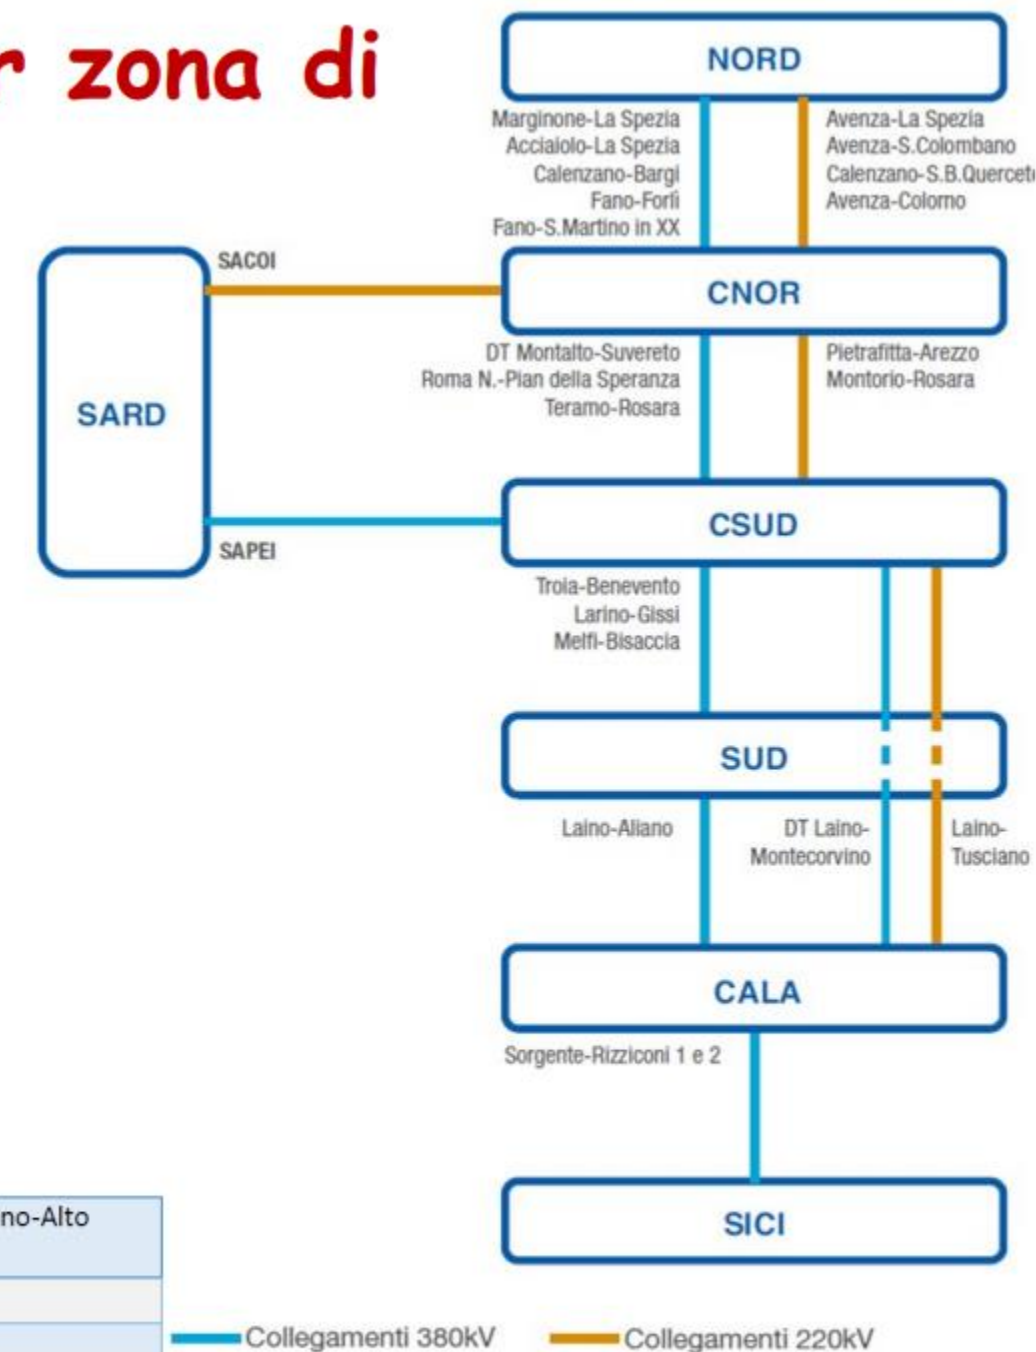 r zona di
NORD
Marginone-La Spezia
Acciaiolo-La Spezia
Calenzano-Bargi
Fano-Forlì
Fano-S.Martino in XX
Avenza-La Spezia
Avenza-S.Colombano
Calenzano-S.B.Querceto
Avenza-Colorno
SACOI
CNOR
DT Montalto-Suvereto
Roma N.-Pian della Speranza
Teramo-Rosara
Pietrafitta-Arezzo
Montorio-Rosara
SARD
CSUD
SAPEI
Troia-Benevento
Larino-Gissi
Melfi-Bisaccia
SUD
Laino-Aliano
DT Laino-
Montecorvino
Laino-
Tusciano
CALA
Sorgente-Rizziconi 1 e 2
SICI
no-Alto
Collegamenti 380kV
Collegamenti 220kV